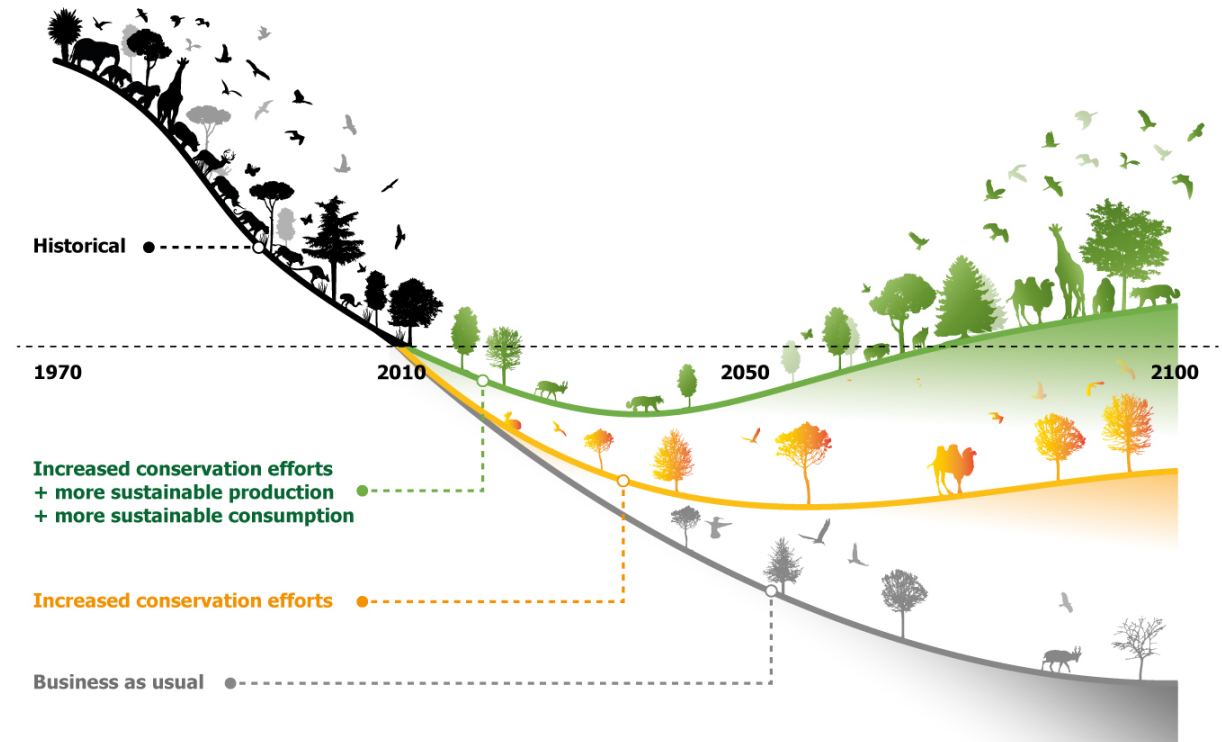 Historical
1970 2010 2050 2100
Increased conservation efforts
+ more sustainable production
+ more sustainable consumption
Increased conservation efforts
Business as usual